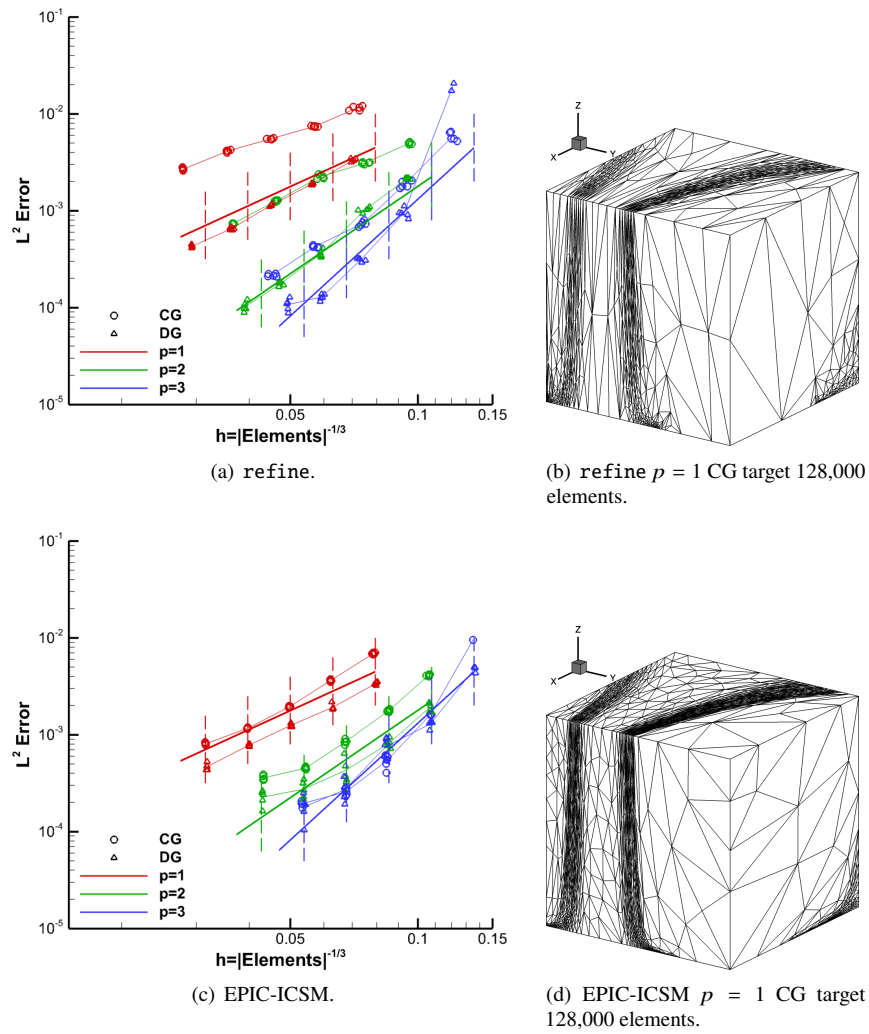 10^-1
10^-2
10^-3
10^-4
10^-5
L^2 Error
CG
DG
p=1
p=2
p=3
0.05
0.1
0.15
h=|Elements|^-1/3
(a) refine.
Z
X
Y
(b) refine p = 1 CG target 128,000
elements.
10^-1
10^-2
10^-3
10^-4
10^-5
L^2 Error
CG
DG
p=1
p=2
p=3
0.05
0.1
0.15
h=|Elements|^-1/3
(c) EPIC-ICSM.
Z
X
Y
(d) EPIC-ICSM p = 1 CG target
128,000 elements.